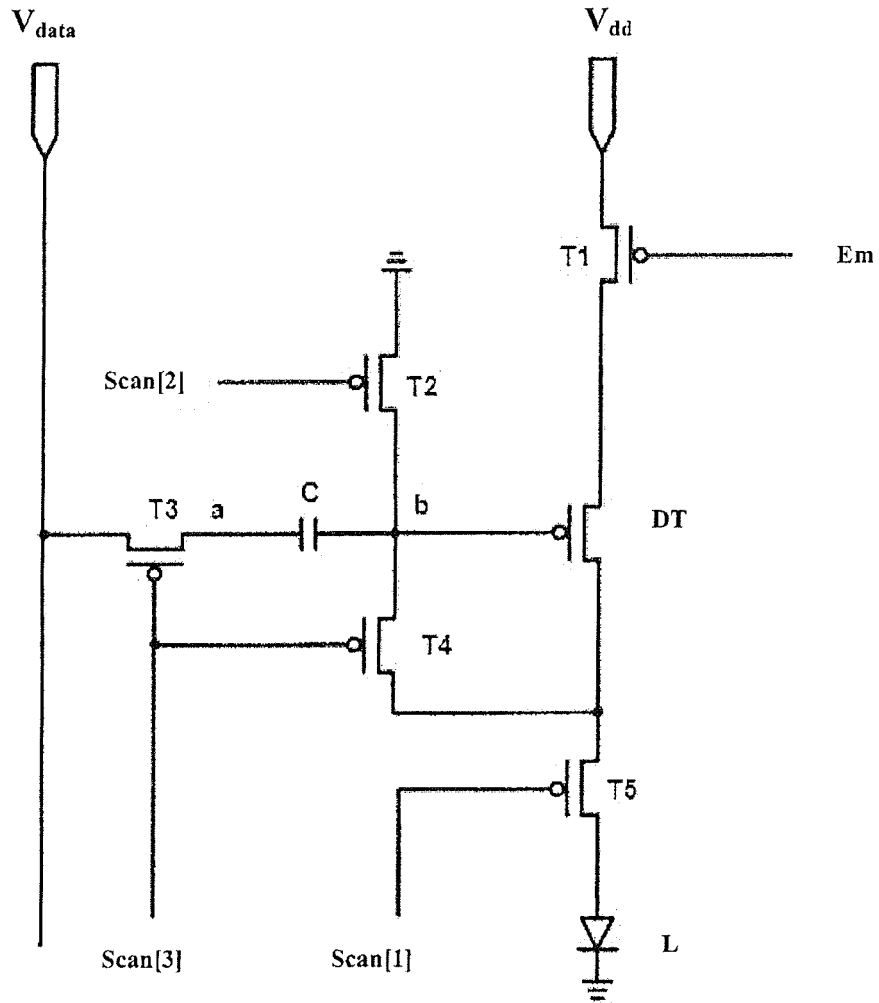 Vdata
Vdd
T1
Em
Scan[2]
T2
T3
a
C
b
DT
T4
T5
Scan[3]
Scan[1]
L